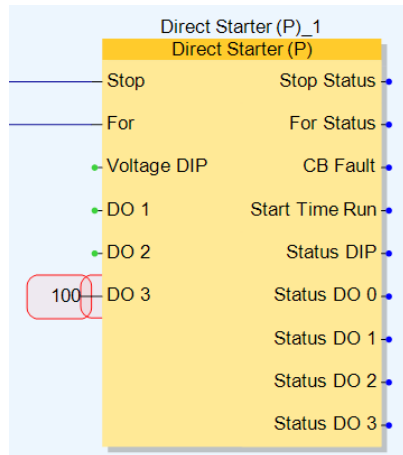 Direct Starter (P)_1
Direct Starter (P)
Stop Stop Status
For For Status
Voltage DIP CB Fault
DO 1 Start Time Run
DO 2 Status DIP
100 DO 3 Status DO 0
Status DO 1
Status DO 2
Status DO 3